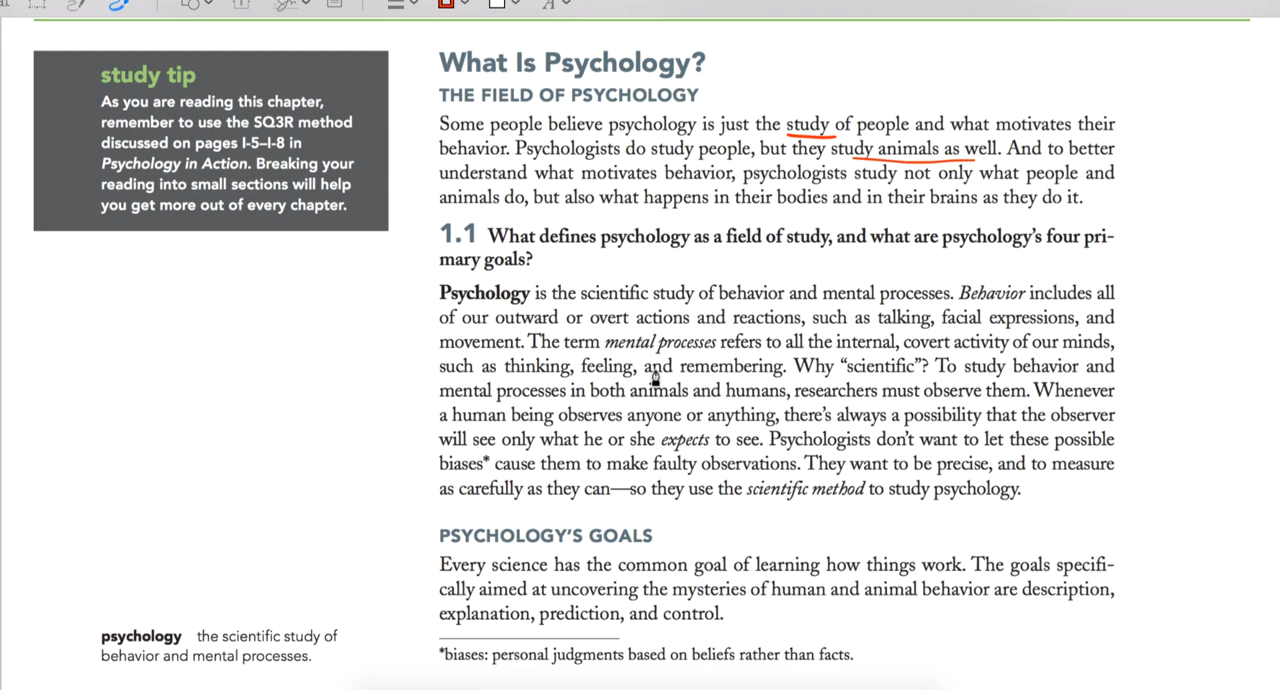 study tip
As you are reading this chapter,
remember to use the SQ3R method
discussed on pages I-5–I-8 in
Psychology in Action. Breaking your
reading into small sections will help
you get more out of every chapter.
What Is Psychology?
THE FIELD OF PSYCHOLOGY
Some people believe psychology is just the study of people and what motivates their
behavior. Psychologists do study people, but they study animals as well. And to better
understand what motivates behavior, psychologists study not only what people and
animals do, but also what happens in their bodies and in their brains as they do it.
1.1 What defines psychology as a field of study, and what are psychology's four pri-
mary goals?
Psychology is the scientific study of behavior and mental processes. Behavior includes all
of our outward or overt actions and reactions, such as talking, facial expressions, and
movement. The term mental processes refers to all the internal, covert activity of our minds,
such as thinking, feeling, and remembering. Why “scientific”? To study behavior and
mental processes in both animals and humans, researchers must observe them. Whenever
a human being observes anyone or anything, there's always a possibility that the observer
will see only what he or she expects to see. Psychologists don't want to let these possible
biases* cause them to make faulty observations. They want to be precise, and to measure
as carefully as they can—so they use the scientific method to study psychology.
PSYCHOLOGY'S GOALS
Every science has the common goal of learning how things work. The goals specifi-
cally aimed at uncovering the mysteries of human and animal behavior are description,
explanation, prediction, and control.
*biases: personal judgments based on beliefs rather than facts.
psychology the scientific study of
behavior and mental processes.